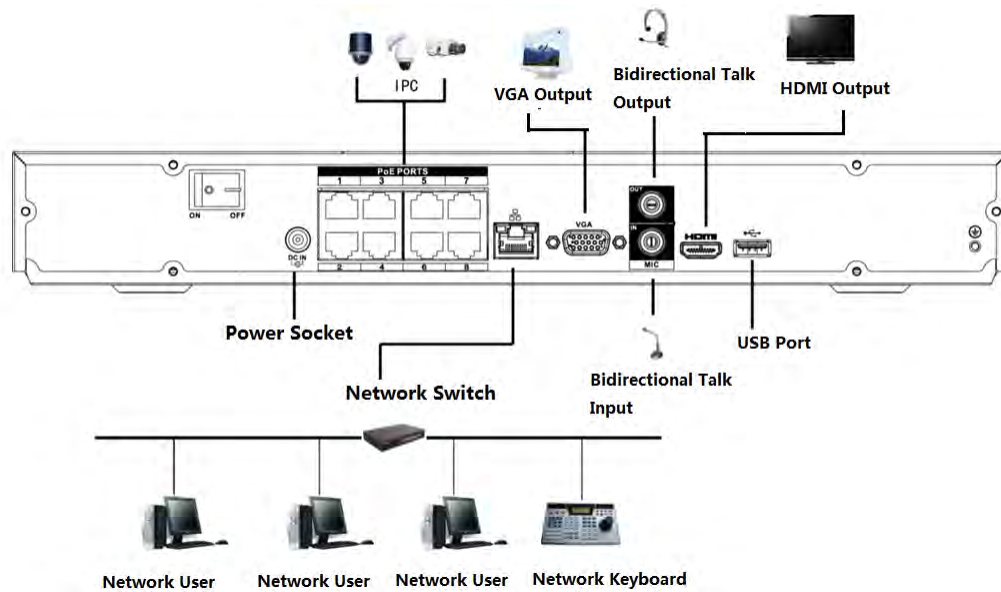 IPC
VGA Output
Bidirectional Talk
Output
HDMI Output
PoE PORTS
1 3 5 7
ON OFF
DC IN
2 4 6 8
VGA
OUT
IN
MIC
HDMI
Power Socket
Network Switch
Bidirectional Talk
Input
USB Port
Network User
Network User
Network User
Network Keyboard